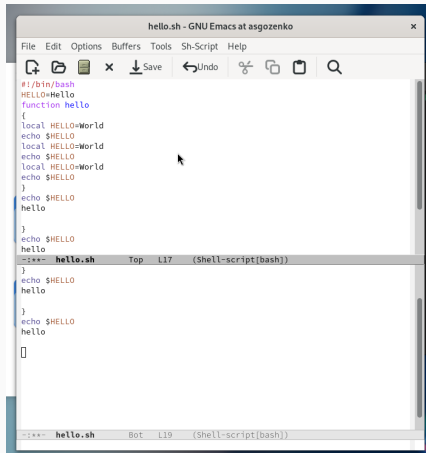 hello.sh - GNU Emacs at asgozenko ×
File Edit Options Buffers Tools Sh-Script Help
Save Undo
#!/bin/bash
HELLO=Hello
function hello
{
local HELLO=World
echo $HELLO
local HELLO=World
echo $HELLO
local HELLO=World
echo $HELLO
}
echo $HELLO
hello
}
echo $HELLO
hello
-:**- hello.sh Top L17 (Shell-script[bash])
}
echo $HELLO
hello
}
echo $HELLO
hello
-:**- hello.sh Bot L19 (Shell-script[bash])